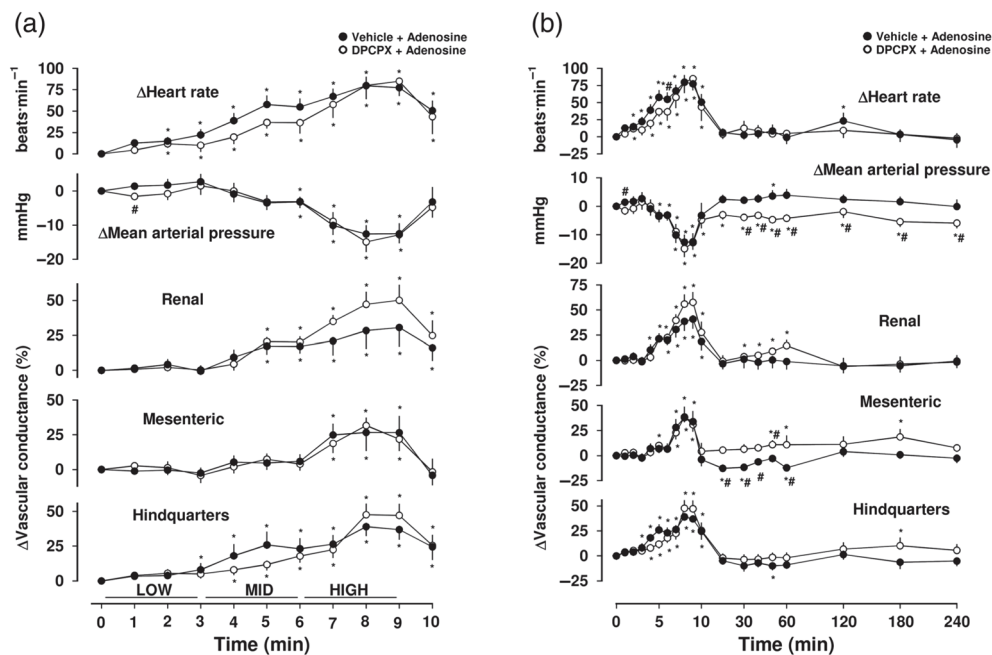 (a)
Vehicle + Adenosine
DPCPX + Adenosine
beats·min⁻¹
100
75
50
25
0
ΔHeart rate
* * * * * * * * *
* * * *
mmHg
0
−10
−20
#
ΔMean arterial pressure
ΔVascular conductance (%)
50
25
0
Renal
50
25
0
Mesenteric
50
25
0
Hindquarters
LOW MID HIGH
0 1 2 3 4 5 6 7 8 9 10
Time (min)
(b)
Vehicle + Adenosine
DPCPX + Adenosine
beats·min⁻¹
100
75
50
25
0
−25
ΔHeart rate
#
ΔMean arterial pressure
mmHg
10
0
−10
−20
#
*# *# *# *# *# *# *#
ΔVascular conductance (%)
75
50
25
0
−25
Renal
50
25
0
−25
Mesenteric
*#
*# *# # *#
50
25
0
−25
Hindquarters
0 5 10 30 60 120 180 240
Time (min)